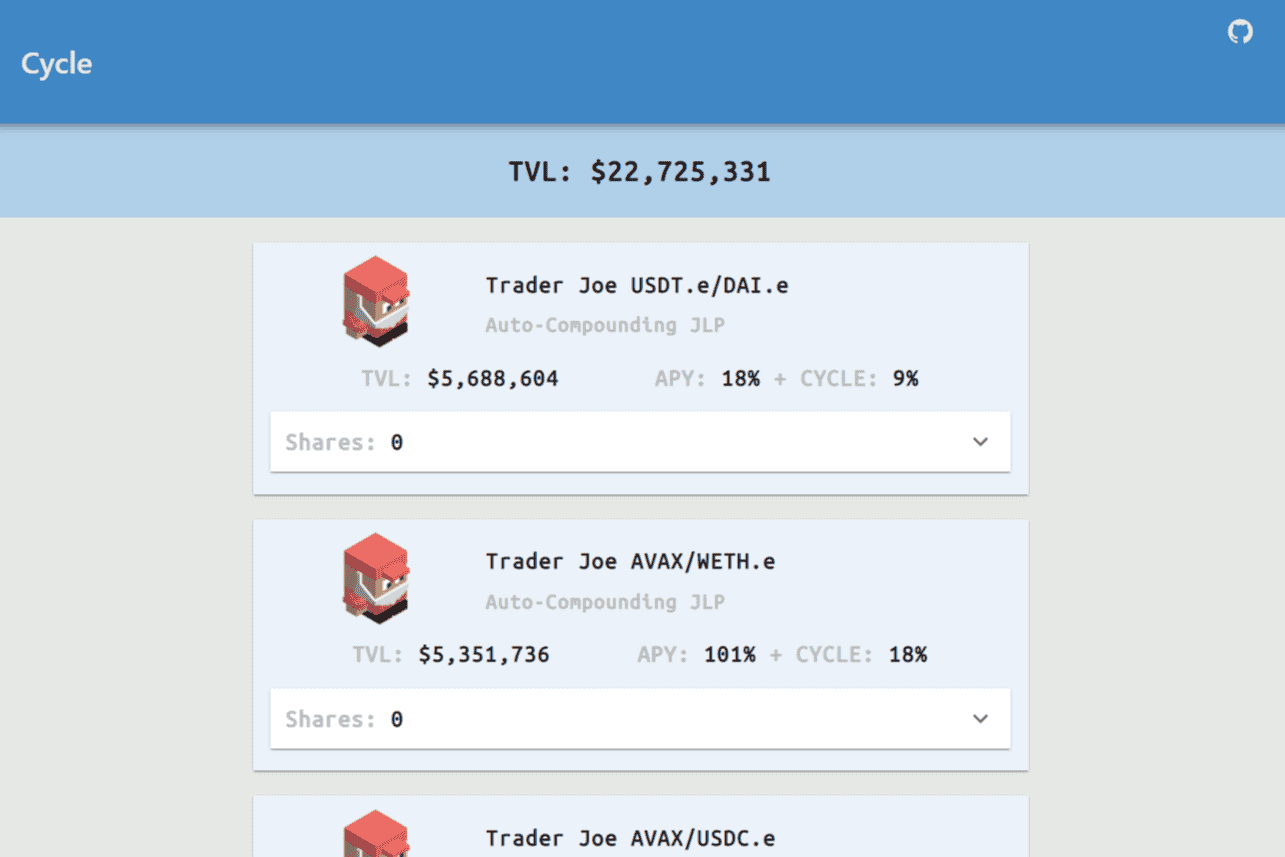 Cycle
TVL: $22,725,331
Trader Joe USDT.e/DAI.e
Auto-Compounding JLP
TVL: $5,688,604 APY: 18% + CYCLE: 9%
Shares: 0
Trader Joe AVAX/WETH.e
Auto-Compounding JLP
TVL: $5,351,736 APY: 101% + CYCLE: 18%
Shares: 0
Trader Joe AVAX/USDC.e